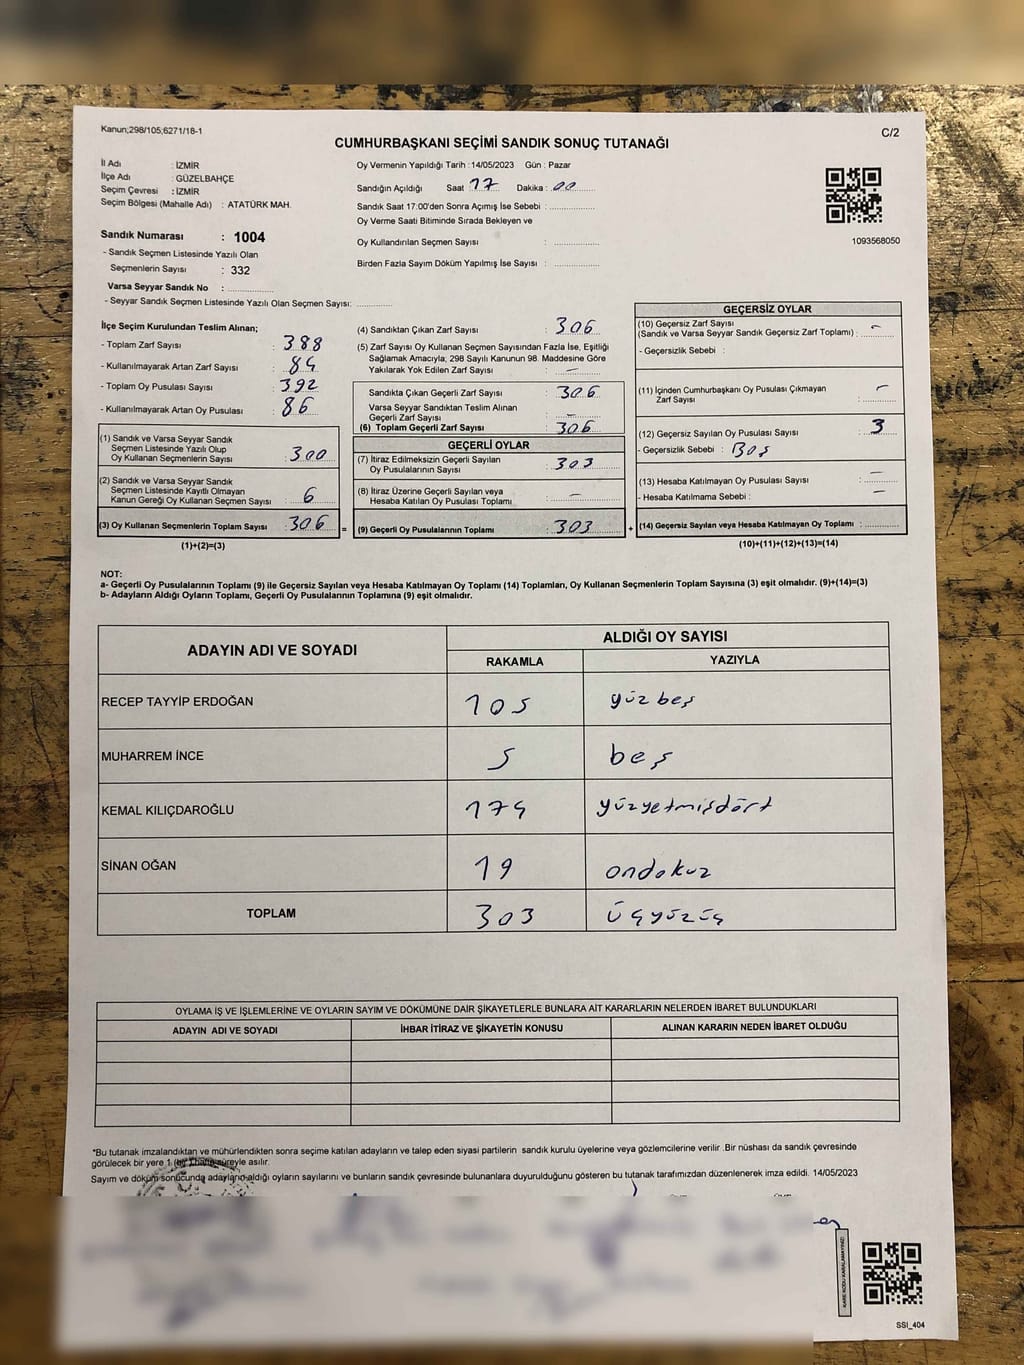 Kanun;298/105;6271/18-1
C/2
CUMHURBAŞKANI SEÇİMİ SANDIK SONUÇ TUTANAĞI
İl Adı : İZMİR
İlçe Adı : GÜZELBAHÇE
Seçim Çevresi : İZMİR
Seçim Bölgesi (Mahalle Adı) : ATATÜRK MAH.
Sandık Numarası : 1004
- Sandık Seçmen Listesinde Yazılı Olan
Seçmenlerin Sayısı : 332
Varsa Seyyar Sandık No :
- Seyyar Sandık Seçmen Listesinde Yazılı Olan Seçmen Sayısı:
Oy Vermenin Yapıldığı Tarih :14/05/2023 Gün : Pazar
Sandığın Açıldığı Saat 17 Dakika : 00
Sandık Saat 17:00'den Sonra Açımış İse Sebebi :
Oy Verme Saati Bitiminde Sırada Bekleyen ve
Oy Kullandırılan Seçmen Sayısı :
Birden Fazla Sayım Döküm Yapılmış İse Sayısı :
1093568050
İlçe Seçim Kurulundan Teslim Alınan;
- Toplam Zarf Sayısı : 388
- Kullanılmayarak Artan Zarf Sayısı : 84
- Toplam Oy Pusulası Sayısı : 392
- Kullanılmayarak Artan Oy Pusulası : 86
(1) Sandık ve Varsa Seyyar Sandık
Seçmen Listesinde Yazılı Olup
Oy Kullanan Seçmenlerin Sayısı : 300
(2) Sandık ve Varsa Seyyar Sandık
Seçmen Listesinde Kayıtlı Olmayan
Kanun Gereği Oy Kullanan Seçmen Sayısı : 6
(3) Oy Kullanan Seçmenlerin Toplam Sayısı : 306 =
(1)+(2)=(3)
(4) Sandıktan Çıkan Zarf Sayısı : 306
(5) Zarf Sayısı Oy Kullanan Seçmen Sayısından Fazla İse, Eşitliği
Sağlamak Amacıyla; 298 Sayılı Kanunun 98. Maddesine Göre
Yakılarak Yok Edilen Zarf Sayısı : –
Sandıkta Çıkan Geçerli Zarf Sayısı : 306
Varsa Seyyar Sandıktan Teslim Alınan
Geçerli Zarf Sayısı : –
(6) Toplam Geçerli Zarf Sayısı : 306
GEÇERLİ OYLAR
(7) İtiraz Edilmeksizin Geçerli Sayılan
Oy Pusulalarının Sayısı : 303
(8) İtiraz Üzerine Geçerli Sayılan veya
Hesaba Katılan Oy Pusulası Toplamı : –
(9) Geçerli Oy Pusulalarının Toplamı : 303 +
GEÇERSİZ OYLAR
(10) Geçersiz Zarf Sayısı
(Sandık ve Varsa Seyyar Sandık Geçersiz Zarf Toplamı) : –
- Geçersizlik Sebebi :
(11) İçinden Cumhurbaşkanı Oy Pusulası Çıkmayan
Zarf Sayısı : –
(12) Geçersiz Sayılan Oy Pusulası Sayısı : 3
- Geçersizlik Sebebi : BOŞ
(13) Hesaba Katılmayan Oy Pusulası Sayısı : –
- Hesaba Katılmama Sebebi : –
(14) Geçersiz Sayılan veya Hesaba Katılmayan Oy Toplamı :
(10)+(11)+(12)+(13)=(14)
NOT:
a- Geçerli Oy Pusulalarının Toplamı (9) ile Geçersiz Sayılan veya Hesaba Katılmayan Oy Toplamı (14) Toplamları, Oy Kullanan Seçmenlerin Toplam Sayısına (3) eşit olmalıdır. (9)+(14)=(3)
b- Adayların Aldığı Oyların Toplamı, Geçerli Oy Pusulalarının Toplamına (9) eşit olmalıdır.
ADAYIN ADI VE SOYADI
ALDIĞI OY SAYISI
RAKAMLA YAZIYLA
RECEP TAYYİP ERDOĞAN 105 yüzbeş
MUHARREM İNCE 5 beş
KEMAL KILIÇDAROĞLU 174 yüzyetmişdört
SİNAN OĞAN 19 ondokuz
TOPLAM 303 üçyüzüç
OYLAMA İŞ VE İŞLEMLERİNE VE OYLARIN SAYIM VE DÖKÜMÜNE DAİR ŞİKAYETLERLE BUNLARA AİT KARARLARIN NELERDEN İBARET BULUNDUKLARI
ADAYIN ADI VE SOYADI İHBAR İTİRAZ VE ŞİKAYETİN KONUSU ALINAN KARARIN NEDEN İBARET OLDUĞU
*Bu tutanak imzalandıktan ve mühürlendikten sonra seçime katılan adayların ve talep eden siyasi partilerin sandık kurulu üyelerine veya gözlemcilerine verilir .Bir nüshası da sandık çevresinde
görülecek bir yere 1 (bir) hafta süreyle asılır.
Sayım ve döküm sonucunda adayların aldığı oyların sayılarını ve bunların sandık çevresinde bulunanlara duyurulduğunu gösteren bu tutanak tarafımızdan düzenlenerek imza edildi. 14/05/2023
KARE KODU KARALAMAYINIZ!
SSI_404